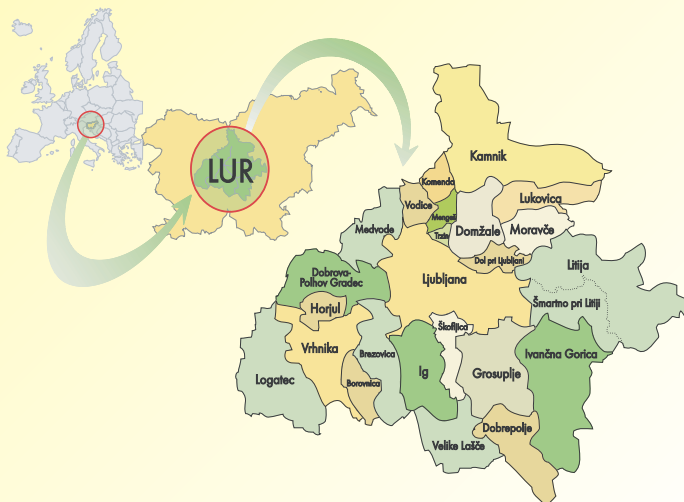 LUR
Kamnik
Komenda
Lukovica
Vodice
Mengeš
Moravče
Domžale
Trzin
Medvode
Dol pri Ljubljani
Litija
Dobrova-
Polhov Gradec
Ljubljana
Šmartno pri Litiji
Horjul
Škofljica
Vrhnika
Brezovica
Ivančna Gorica
Ig
Grosuplje
Logatec
Borovnica
Dobrepolje
Velike Lašče